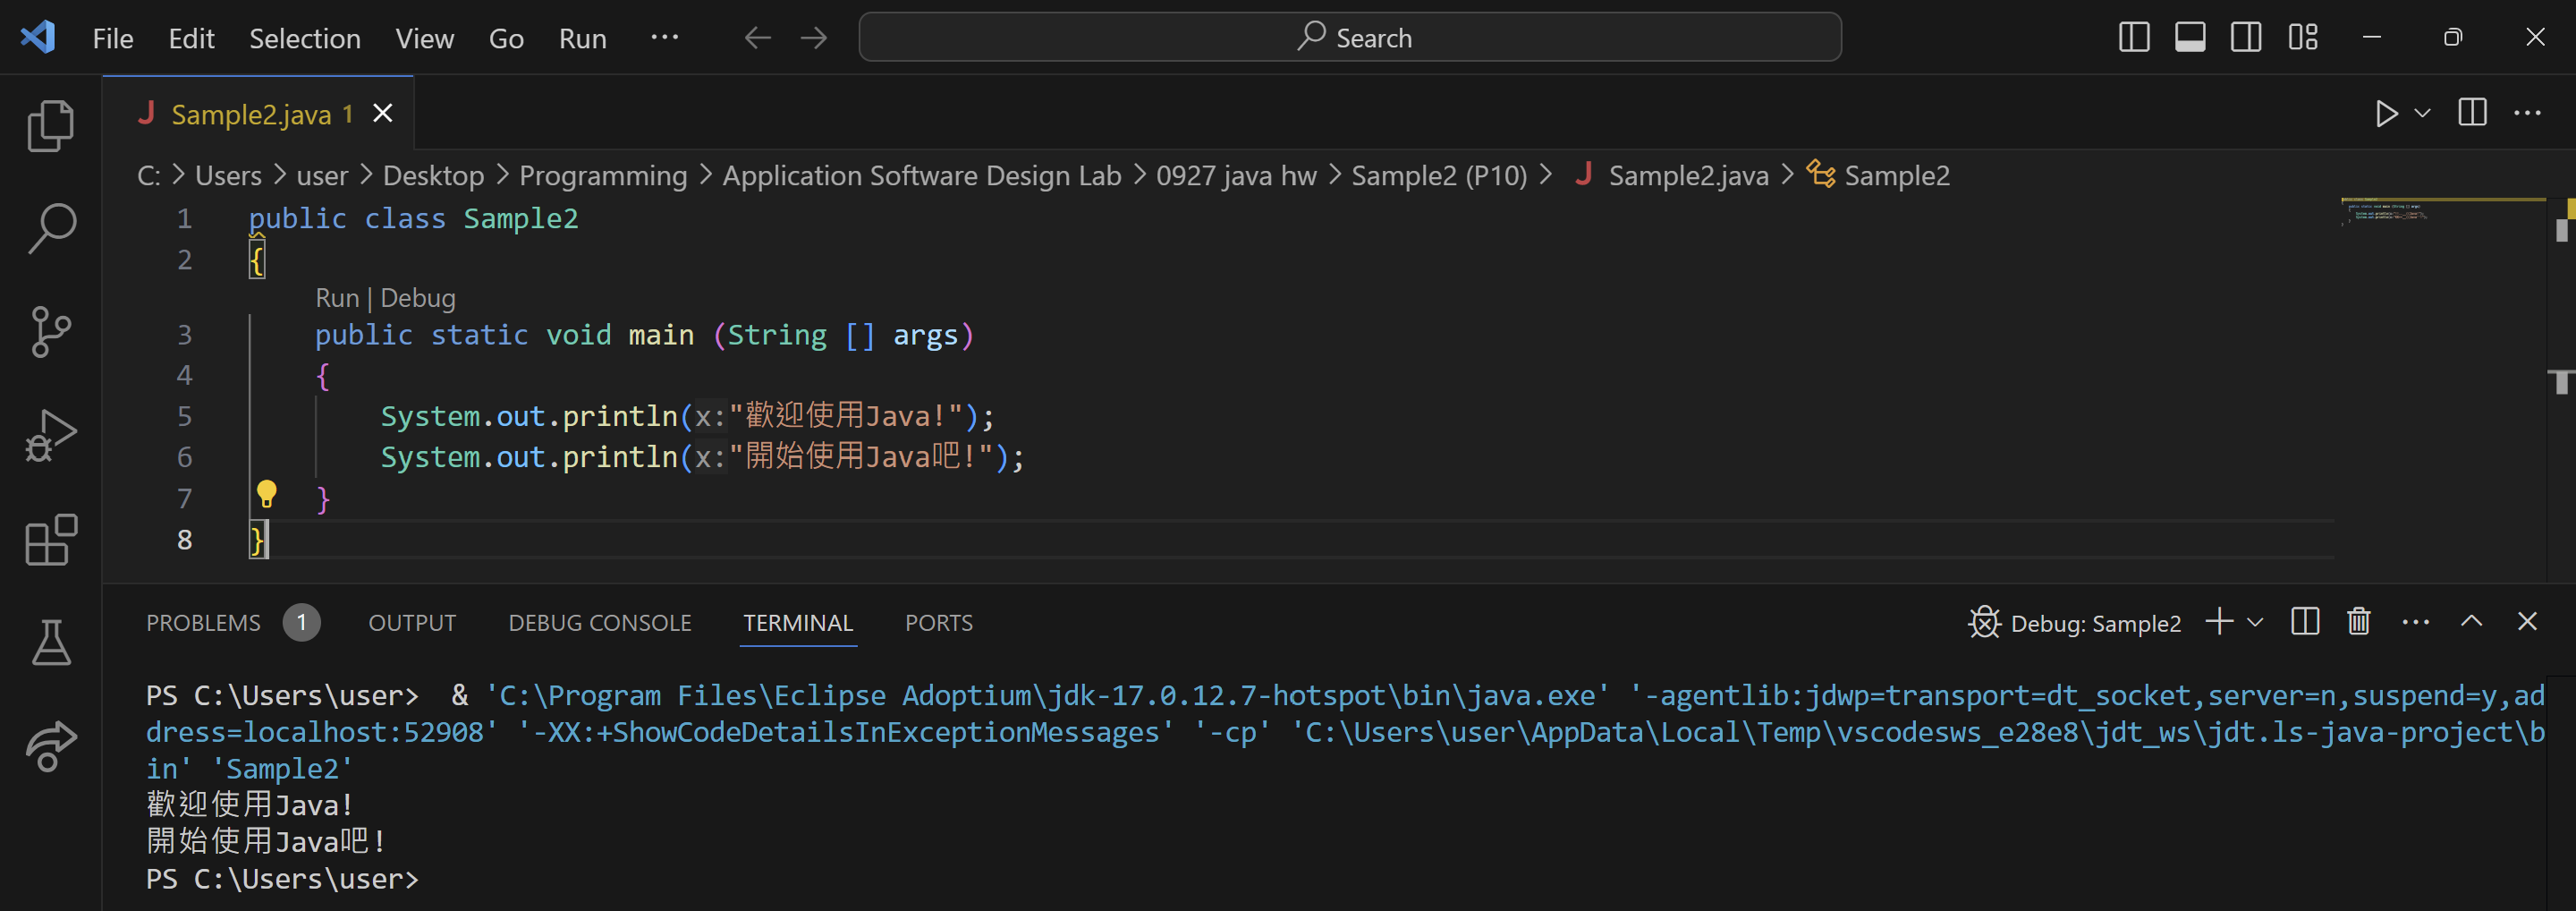 File Edit Selection View Go Run ··· Search
Sample2.java 1
C: > Users > user > Desktop > Programming > Application Software Design Lab > 0927 java hw > Sample2 (P10) > Sample2.java > Sample2
1 public class Sample2
2 {
Run | Debug
3 public static void main (String [] args)
4 {
5 System.out.println(x:"歡迎使用Java!");
6 System.out.println(x:"開始使用Java吧!");
7 }
8 }
PROBLEMS 1 OUTPUT DEBUG CONSOLE TERMINAL PORTS Debug: Sample2
PS C:\Users\user>  & 'C:\Program Files\Eclipse Adoptium\jdk-17.0.12.7-hotspot\bin\java.exe' '-agentlib:jdwp=transport=dt_socket,server=n,suspend=y,ad
dress=localhost:52908' '-XX:+ShowCodeDetailsInExceptionMessages' '-cp' 'C:\Users\user\AppData\Local\Temp\vscodesws_e28e8\jdt_ws\jdt.ls-java-project\b
in' 'Sample2'
歡迎使用Java!
開始使用Java吧!
PS C:\Users\user>